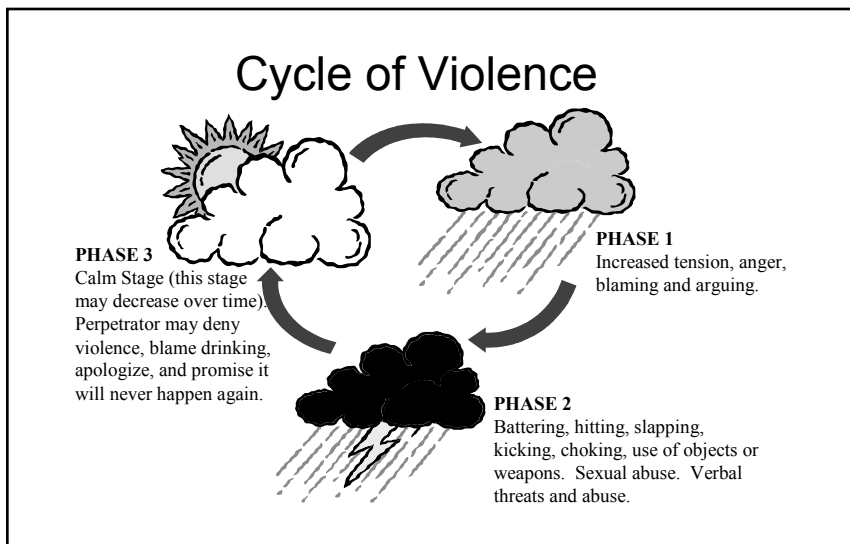 Cycle of Violence
PHASE 1
Increased tension, anger,
blaming and arguing.
PHASE 2
Battering, hitting, slapping,
kicking, choking, use of objects or
weapons. Sexual abuse. Verbal
threats and abuse.
PHASE 3
Calm Stage (this stage
may decrease over time).
Perpetrator may deny
violence, blame drinking,
apologize, and promise it
will never happen again.